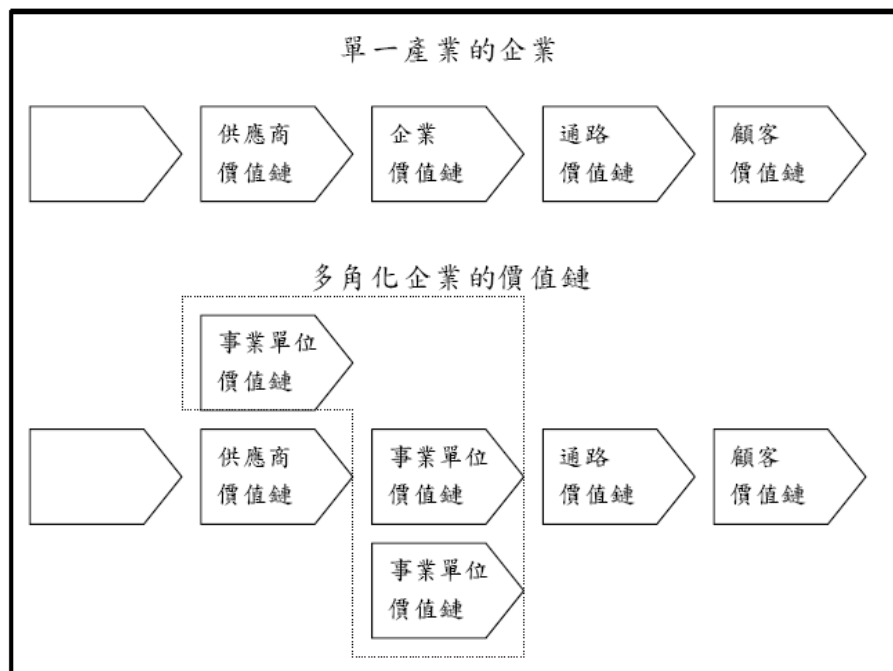 單一產業的企業
供應商
價值鏈
企業
價值鏈
通路
價值鏈
顧客
價值鏈
多角化企業的價值鏈
事業單位
價值鏈
供應商
價值鏈
事業單位
價值鏈
通路
價值鏈
顧客
價值鏈
事業單位
價值鏈